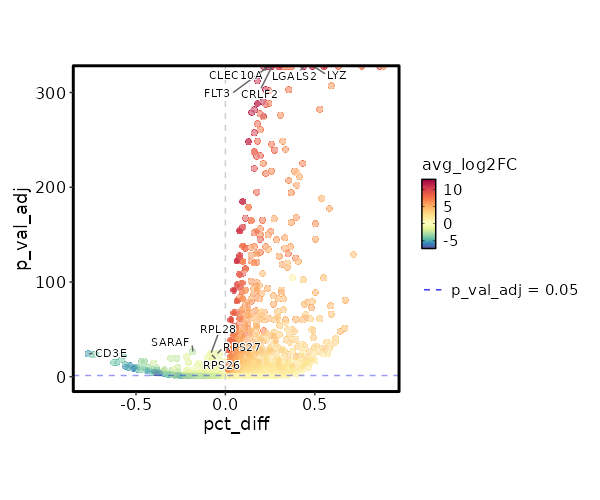 CLEC10A
LGALS2
LYZ
FLT3
CRLF2
300
200
100
0
p_val_adj
RPL28
SARAF
RPS27
CD3E
RPS26
-0.5
0.0
0.5
pct_diff
avg_log2FC
10
5
0
-5
p_val_adj = 0.05